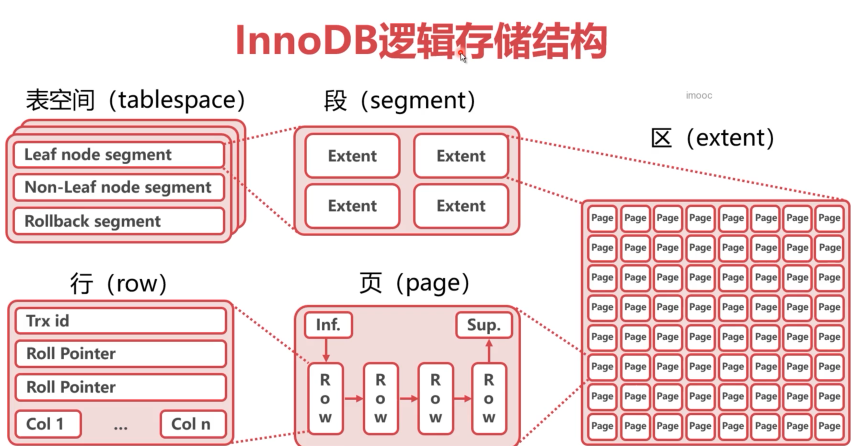 InnoDB逻辑存储结构
表空间（tablespace）
Leaf node segment
Non-Leaf node segment
Rollback segment
段（segment）
Extent Extent
Extent Extent
imooc
区（extent）
Page Page Page Page Page Page Page Page
Page Page Page Page Page Page Page Page
Page Page Page Page Page Page Page Page
Page Page Page Page Page Page Page Page
Page Page Page Page Page Page Page Page
Page Page Page Page Page Page Page Page
Page Page Page Page Page Page Page Page
Page Page Page Page Page Page Page Page
行（row）
Trx id
Roll Pointer
Roll Pointer
Col 1 ... Col n
页（page）
Inf. Sup.
Row Row Row Row